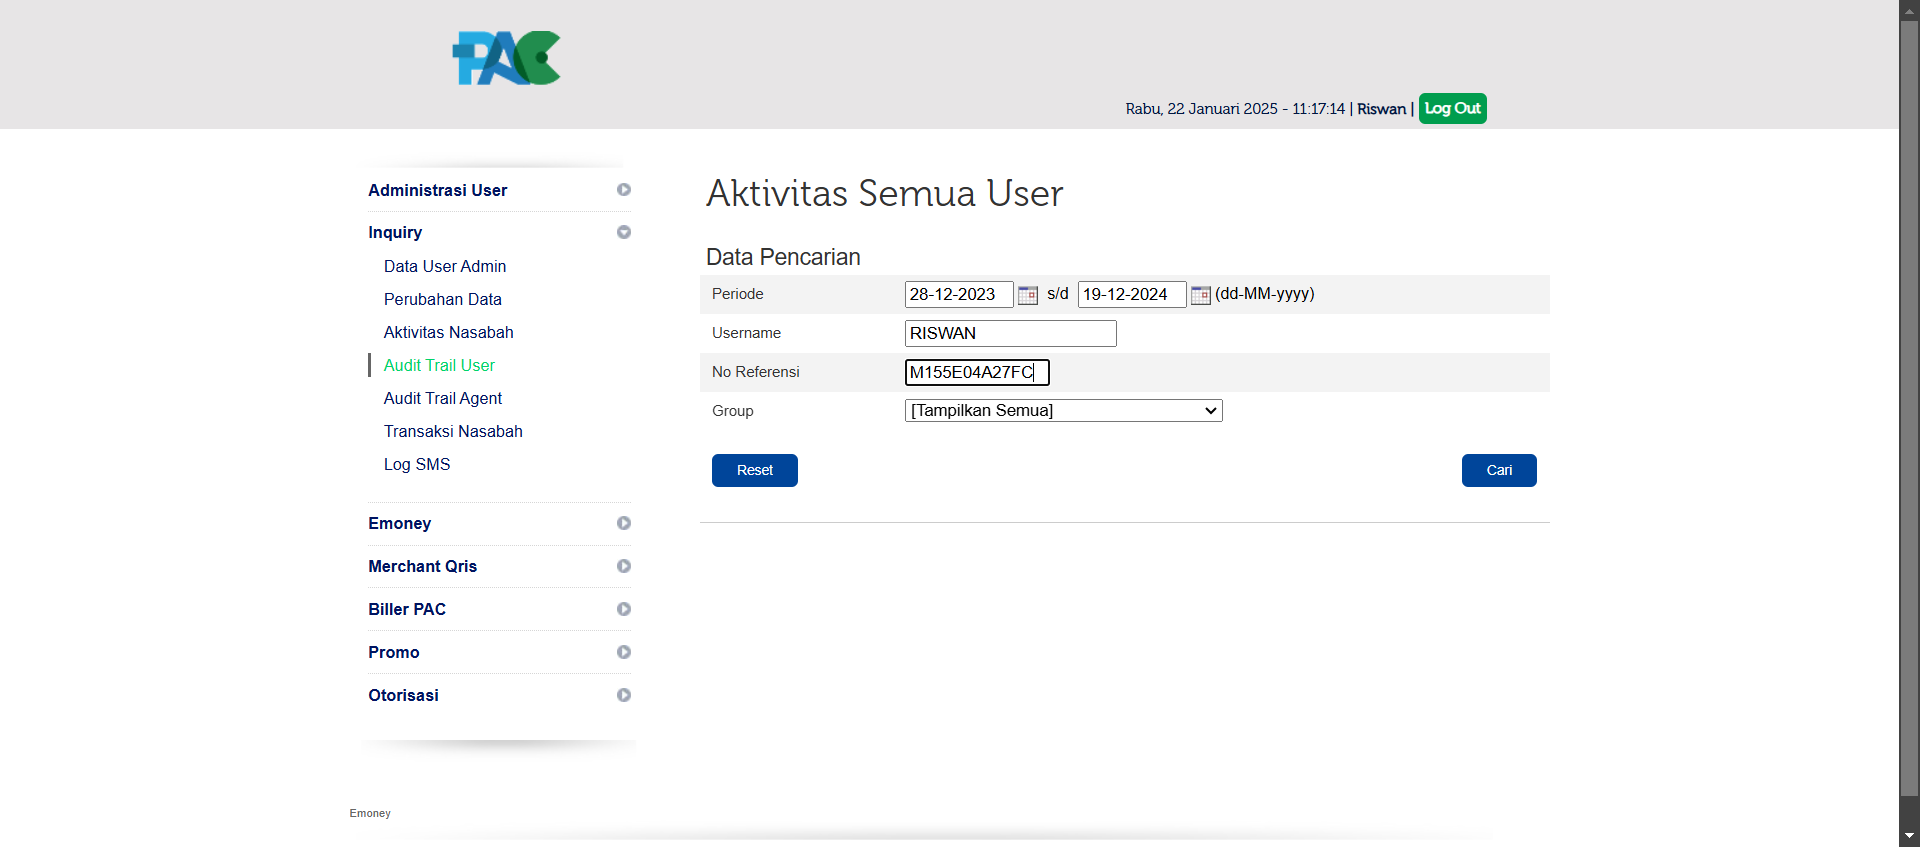 PAC
Rabu, 22 Januari 2025 - 11:17:14 | Riswan | Log Out
Administrasi User
Inquiry
Data User Admin
Perubahan Data
Aktivitas Nasabah
Audit Trail User
Audit Trail Agent
Transaksi Nasabah
Log SMS
Emoney
Merchant Qris
Biller PAC
Promo
Otorisasi
Aktivitas Semua User
Data Pencarian
Periode 28-12-2023 s/d 19-12-2024 (dd-MM-yyyy)
Username RISWAN
No Referensi M155E04A27FC
Group [Tampilkan Semua]
Reset Cari
Emoney